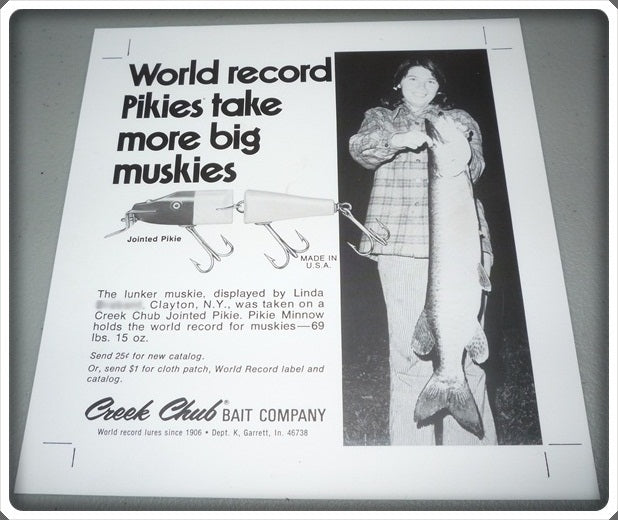 World record
Pikies take
more big
muskies
Jointed Pikie
MADE IN
U.S.A.
The lunker muskie, displayed by Linda
Clayton, N.Y., was taken on a
Creek Chub Jointed Pikie. Pikie Minnow
holds the world record for muskies—69
lbs. 15 oz.
Send 25¢ for new catalog.
Or, send $1 for cloth patch, World Record label and
catalog.
Creek Chub® BAIT COMPANY
World record lures since 1906 • Dept. K, Garrett, In. 46738